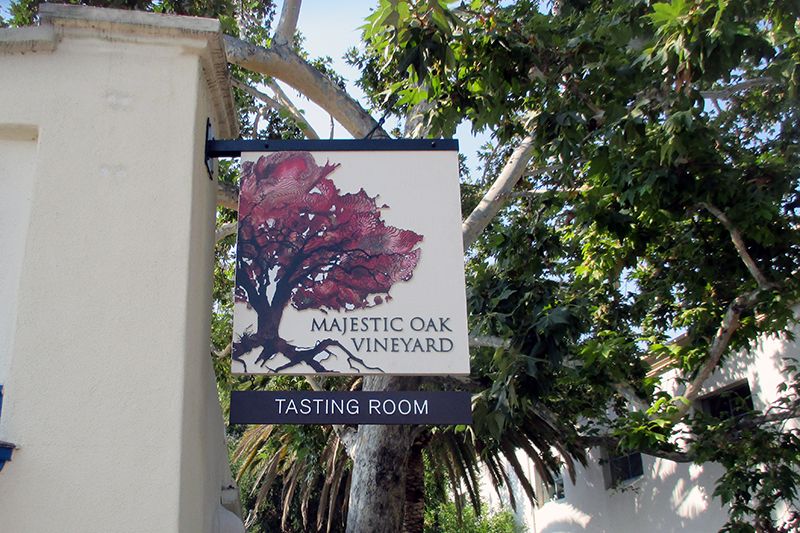 MAJESTIC OAK
VINEYARD
TASTING ROOM